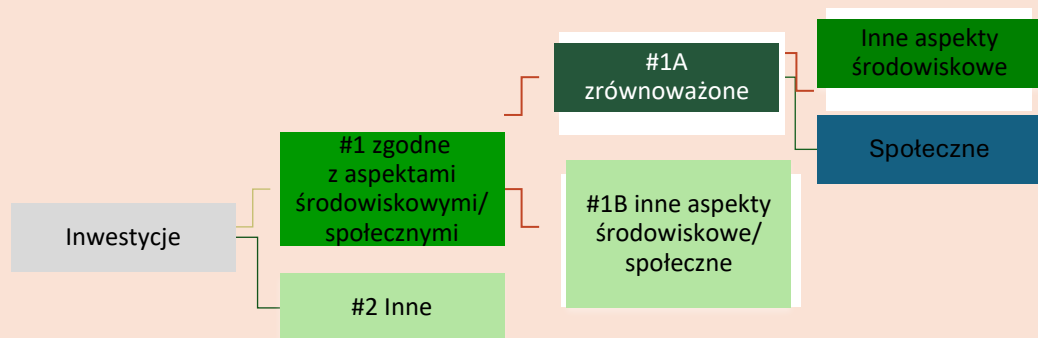 Inwestycje
#1 zgodne
z aspektami
środowiskowymi/
społecznymi
#2 Inne
#1A
zrównoważone
#1B inne aspekty
środowiskowe/
społeczne
Inne aspekty
środowiskowe
Społeczne